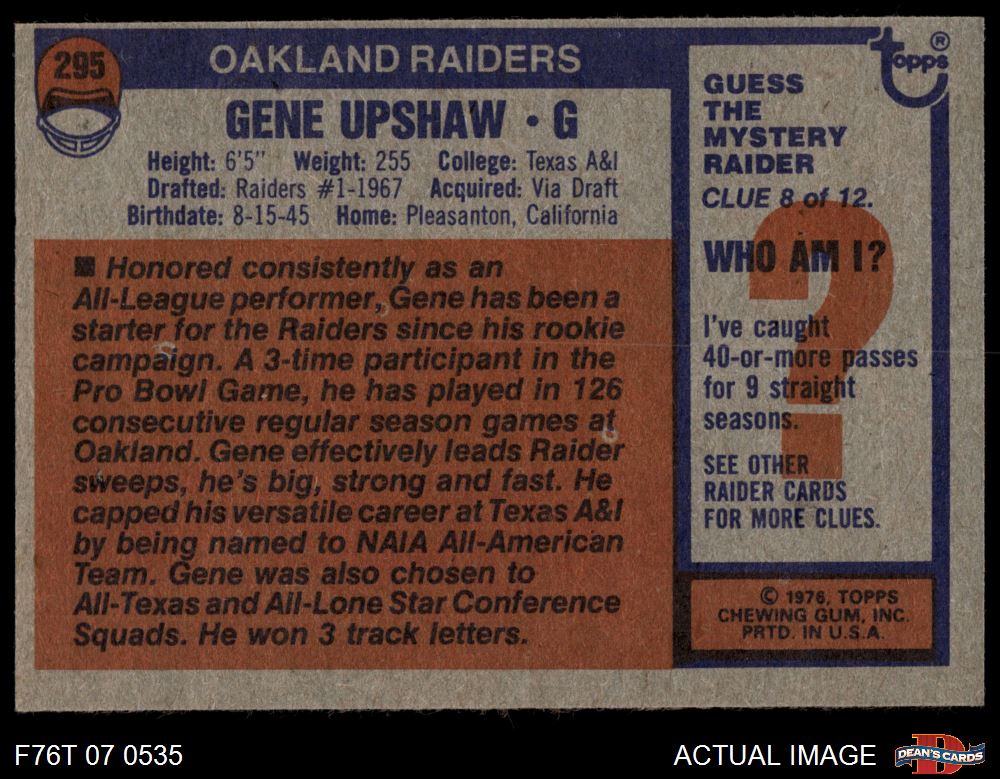 295
OAKLAND RAIDERS
GENE UPSHAW • G
Height: 6'5" Weight: 255 College: Texas A&I
Drafted: Raiders #1-1967 Acquired: Via Draft
Birthdate: 8-15-45 Home: Pleasanton, California
■ Honored consistently as an
All-League performer, Gene has been a
starter for the Raiders since his rookie
campaign. A 3-time participant in the
Pro Bowl Game, he has played in 126
consecutive regular season games at
Oakland. Gene effectively leads Raider
sweeps, he's big, strong and fast. He
capped his versatile career at Texas A&I
by being named to NAIA All-American
Team. Gene was also chosen to
All-Texas and All-Lone Star Conference
Squads. He won 3 track letters.
topps®
GUESS
THE
MYSTERY
RAIDER
CLUE 8 of 12.
?
WHO AM I?
I've caught
40-or-more passes
for 9 straight
seasons.
SEE OTHER
RAIDER CARDS
FOR MORE CLUES.
© 1976, TOPPS
CHEWING GUM, INC.
PRTD. IN U.S.A.
F76T 07 0535
ACTUAL IMAGE
D
DEAN'S CARDS